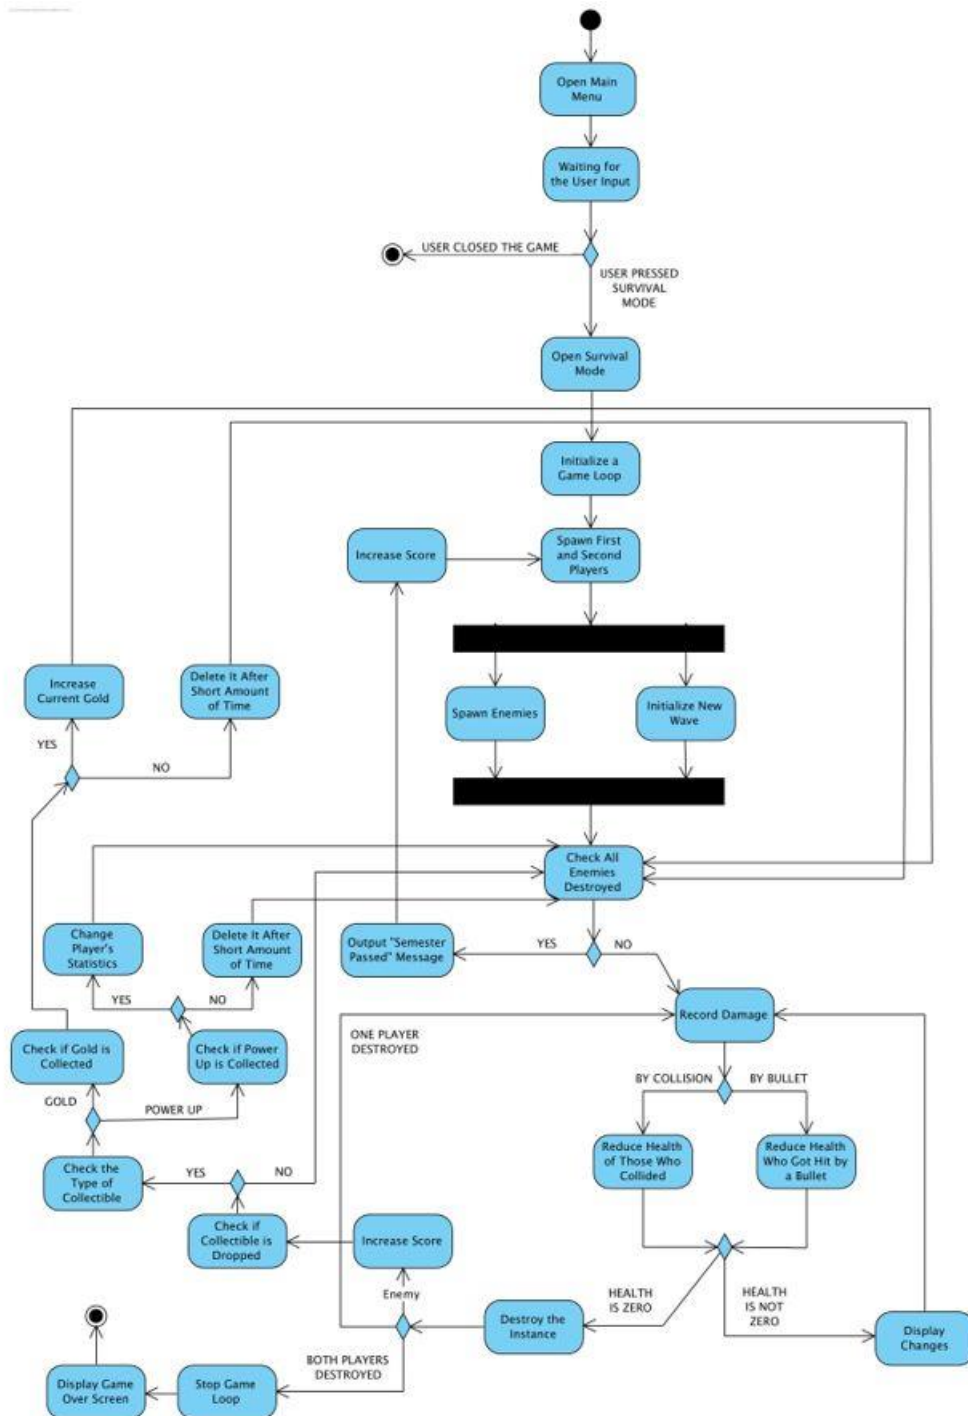 Open Main
Menu
Waiting for
the User Input
USER CLOSED THE GAME
USER PRESSED
SURVIVAL
MODE
Open Survival
Mode
Initialize a
Game Loop
Increase Score
Spawn First
and Second
Players
Increase
Current Gold
Delete It After
Short Amount
of Time
Spawn Enemies
Initialize New
Wave
YES
NO
Check All
Enemies
Destroyed
Change
Player's
Statistics
Delete It After
Short Amount
of Time
Output "Semester
Passed" Message
YES
NO
YES
NO
Record Damage
ONE PLAYER
DESTROYED
Check if Gold is
Collected
Check if Power
Up is Collected
BY COLLISION
BY BULLET
GOLD
POWER UP
Reduce Health
of Those Who
Collided
Reduce Health
Who Got Hit by
a Bullet
Check the
Type of
Collectible
YES
NO
Check if
Collectible is
Dropped
Increase Score
Enemy
HEALTH
IS ZERO
HEALTH
IS NOT
ZERO
Destroy the
Instance
Display
Changes
BOTH PLAYERS
DESTROYED
Display Game
Over Screen
Stop Game
Loop